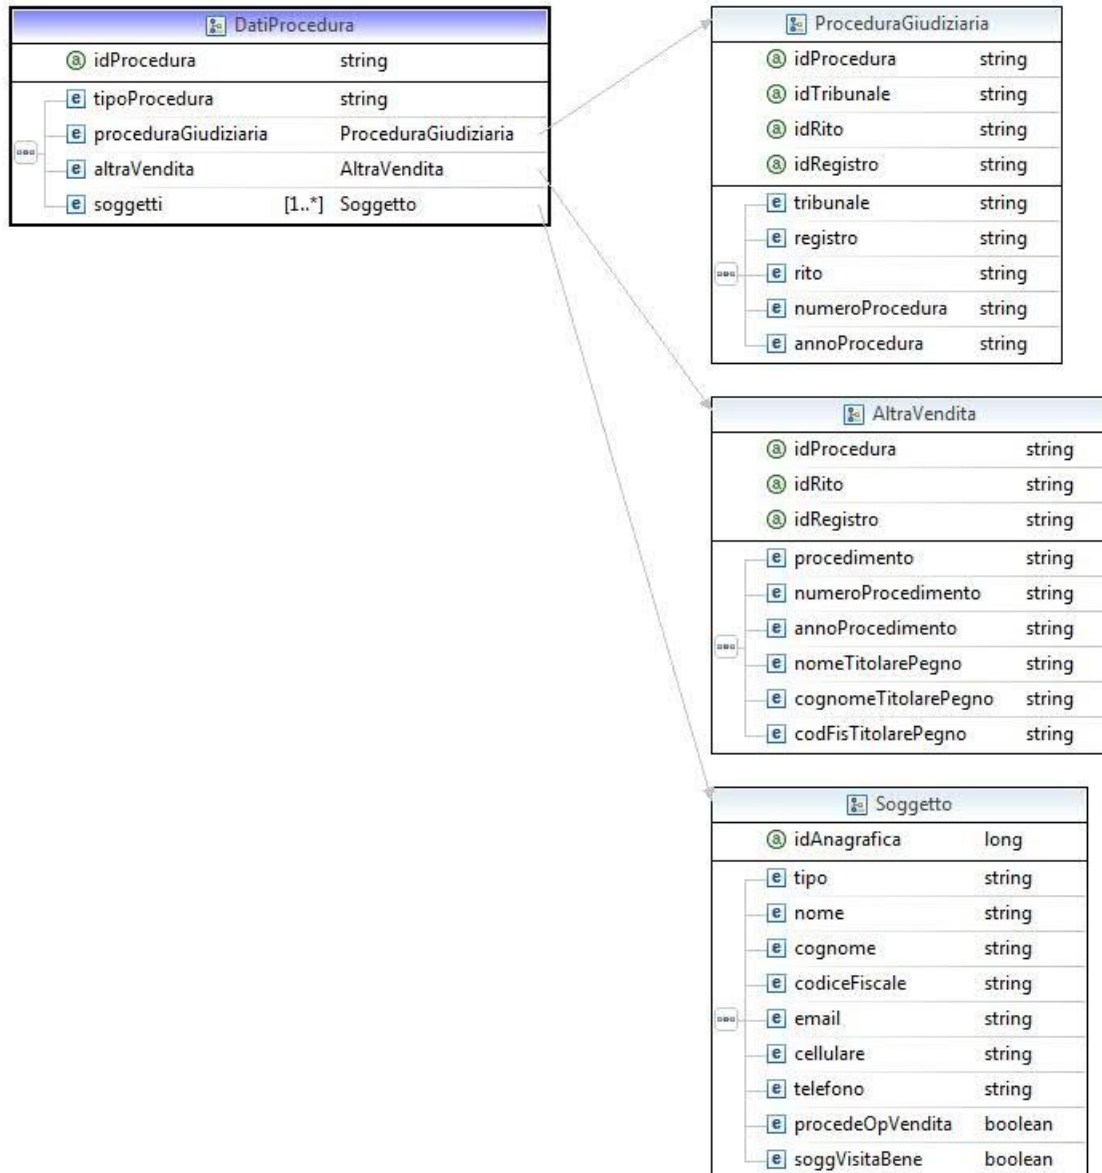 DatiProcedura
a idProcedura string
e tipoProcedura string
e proceduraGiudiziaria ProceduraGiudiziaria
e altraVendita AltraVendita
e soggetti [1..*] Soggetto
ProceduraGiudiziaria
a idProcedura string
a idTribunale string
a idRito string
a idRegistro string
e tribunale string
e registro string
e rito string
e numeroProcedura string
e annoProcedura string
AltraVendita
a idProcedura string
a idRito string
a idRegistro string
e procedimento string
e numeroProcedimento string
e annoProcedimento string
e nomeTitolarePegno string
e cognomeTitolarePegno string
e codFisTitolarePegno string
Soggetto
a idAnagrafica long
e tipo string
e nome string
e cognome string
e codiceFiscale string
e email string
e cellulare string
e telefono string
e procedeOpVendita boolean
e soggVisitaBene boolean